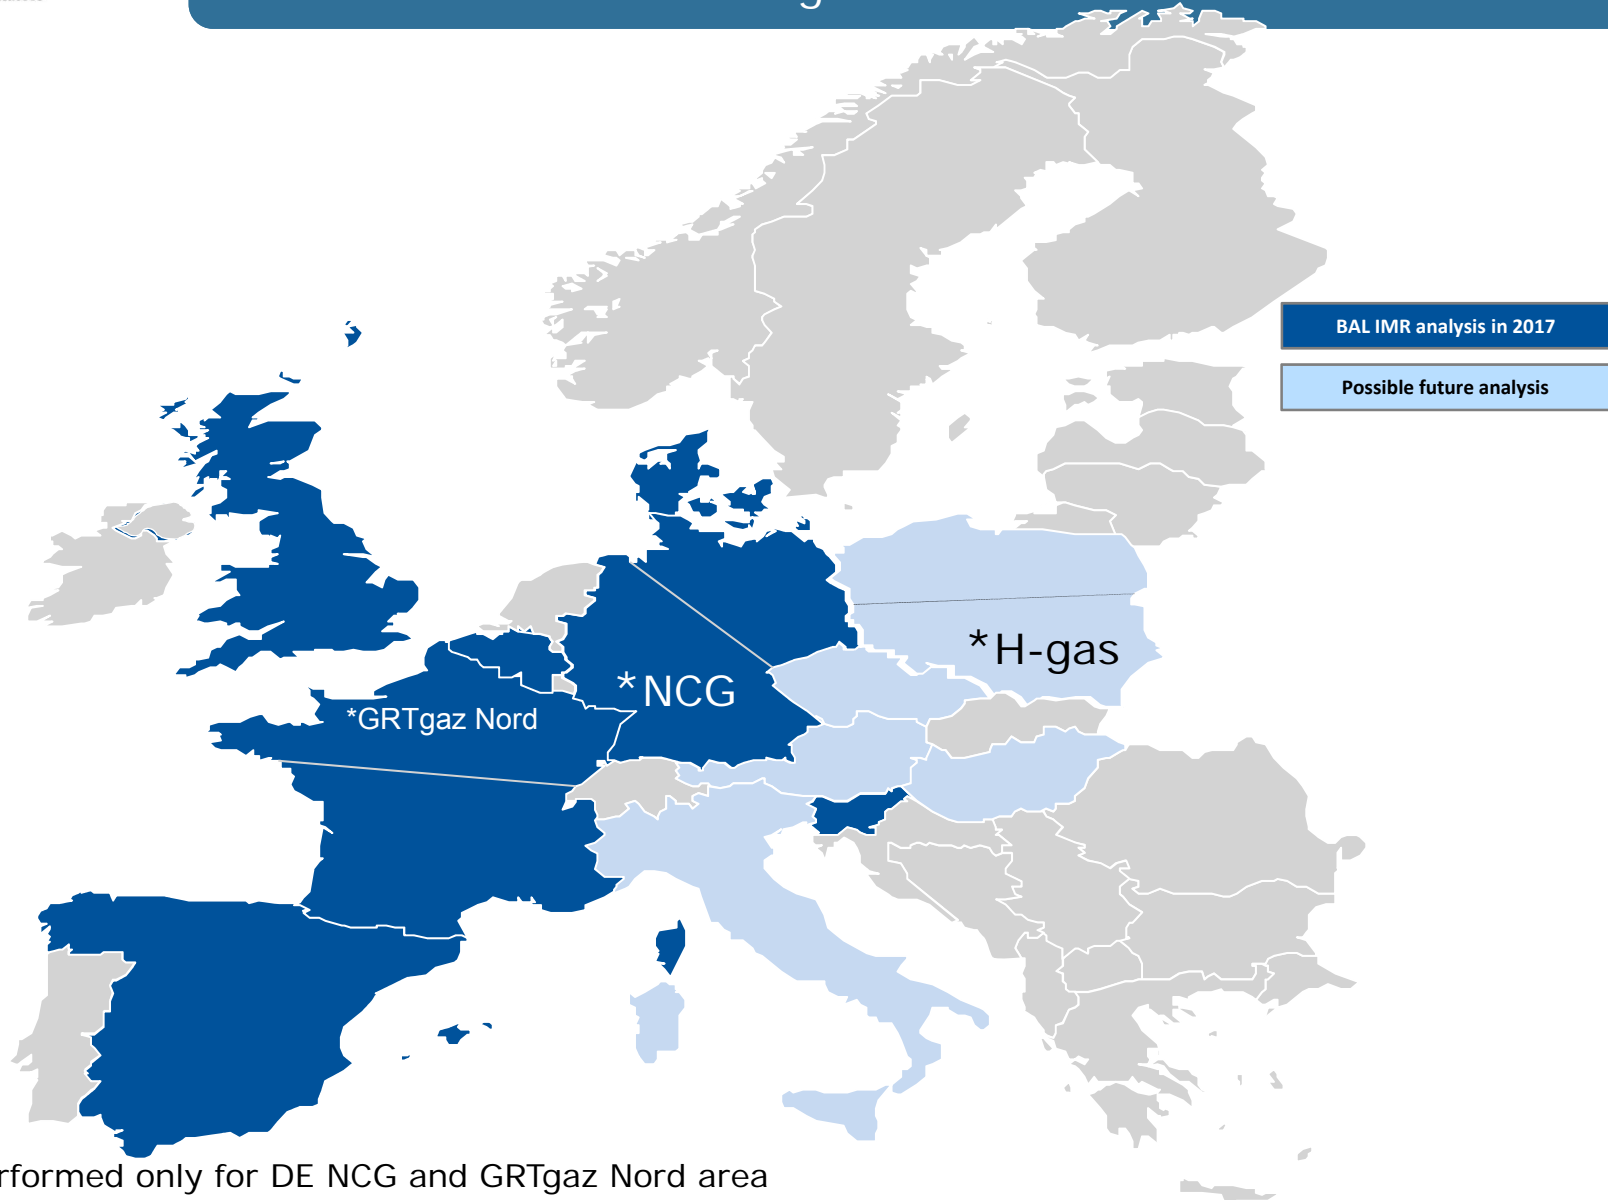 BAL IMR analysis in 2017
Possible future analysis
*H-gas
*NCG
*GRTgaz Nord
only for DE NCG and GRTgaz Nord area